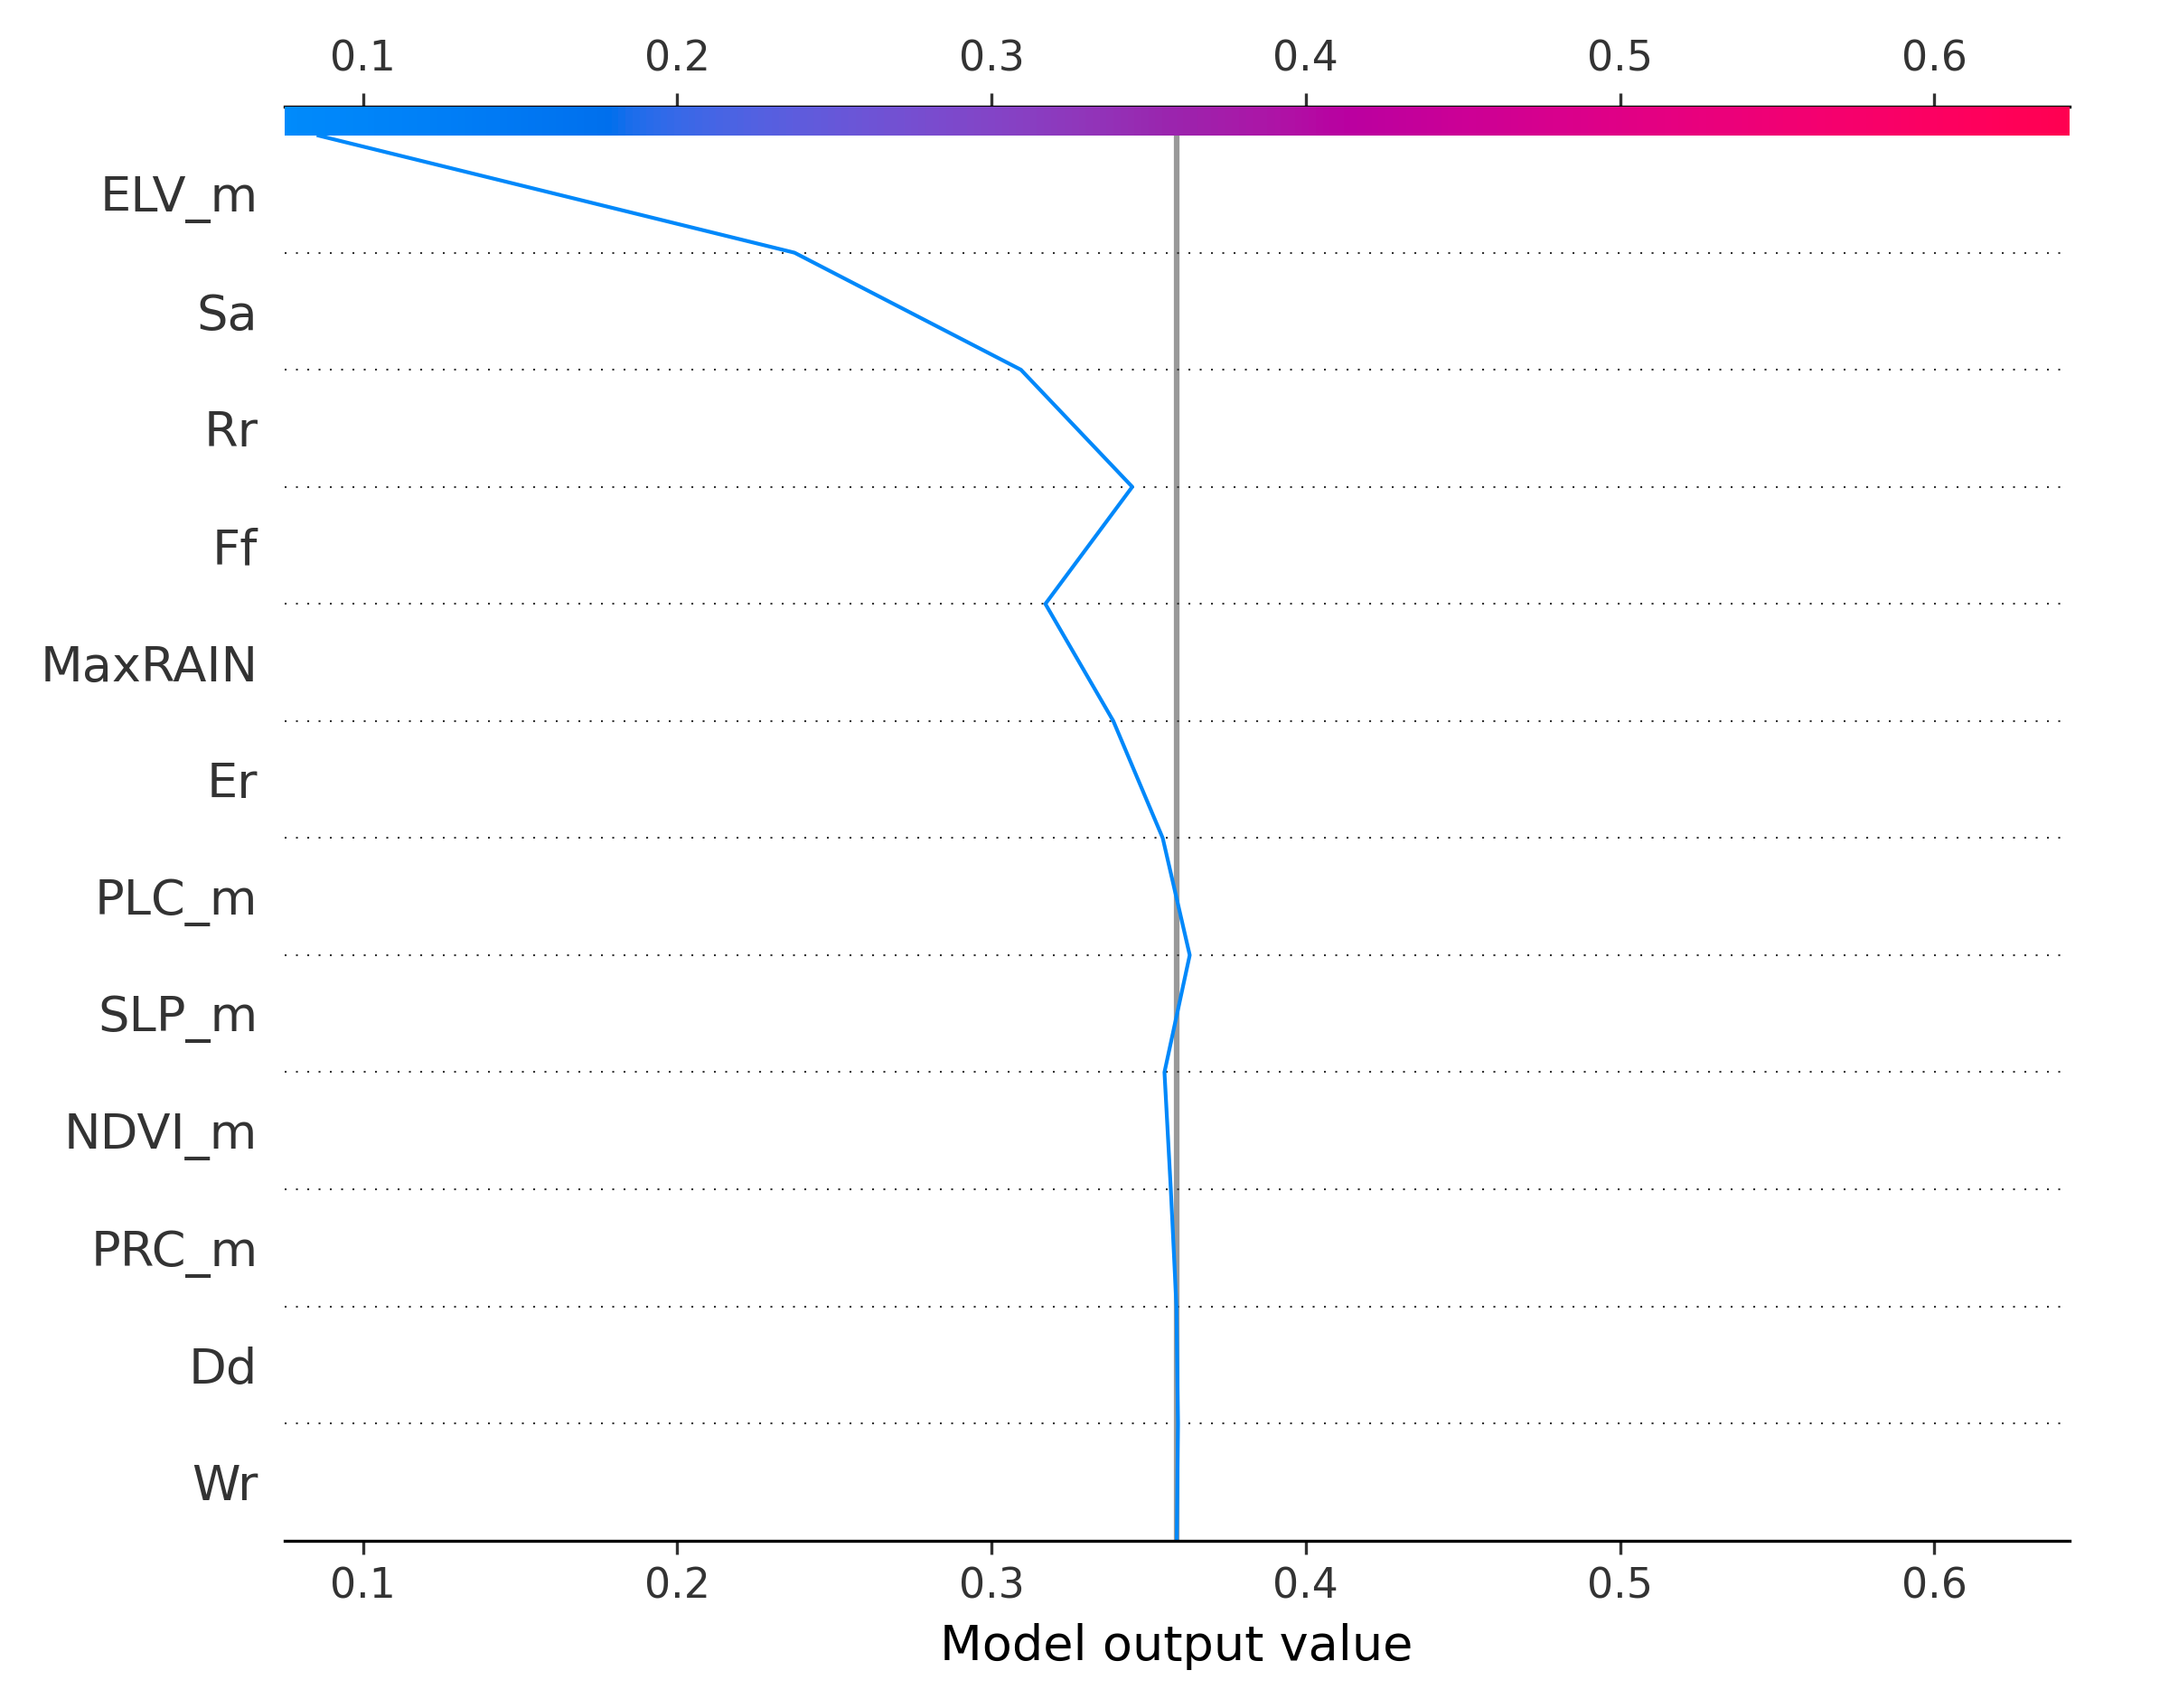 0.1 0.2 0.3 0.4 0.5 0.6
ELV_m
Sa
Rr
Ff
MaxRAIN
Er
PLC_m
SLP_m
NDVI_m
PRC_m
Dd
Wr
0.1 0.2 0.3 0.4 0.5 0.6
Model output value